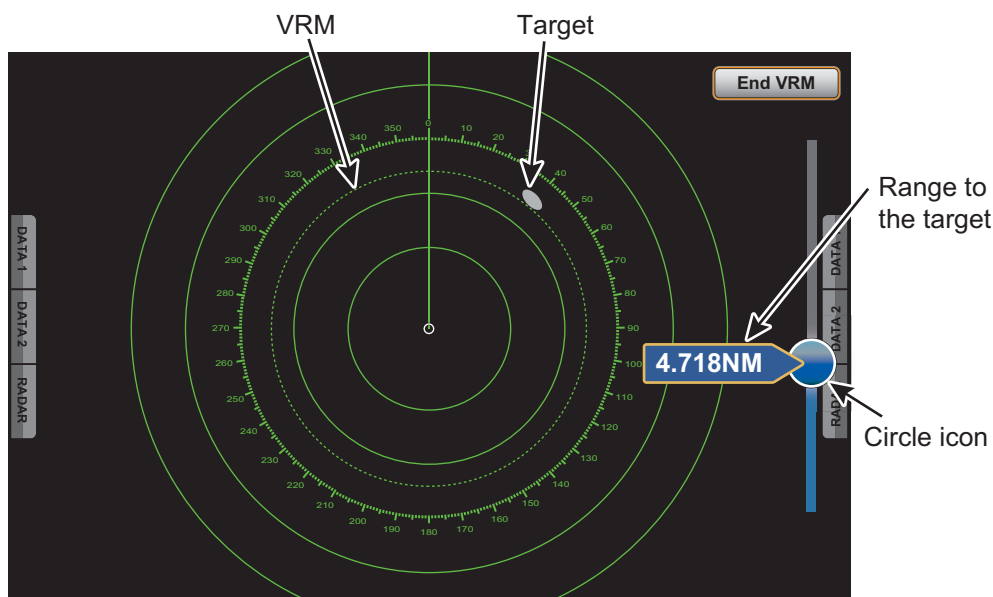 VRM
Target
End VRM
0
10
20
40
50
60
70
80
90
100
110
120
130
140
150
160
170
180
190
200
210
220
230
240
250
260
270
280
290
300
310
320
330
340
350
DATA 1
DATA 2
RADAR
4.718NM
DATA
DATA 2
Range to
the target
Circle icon